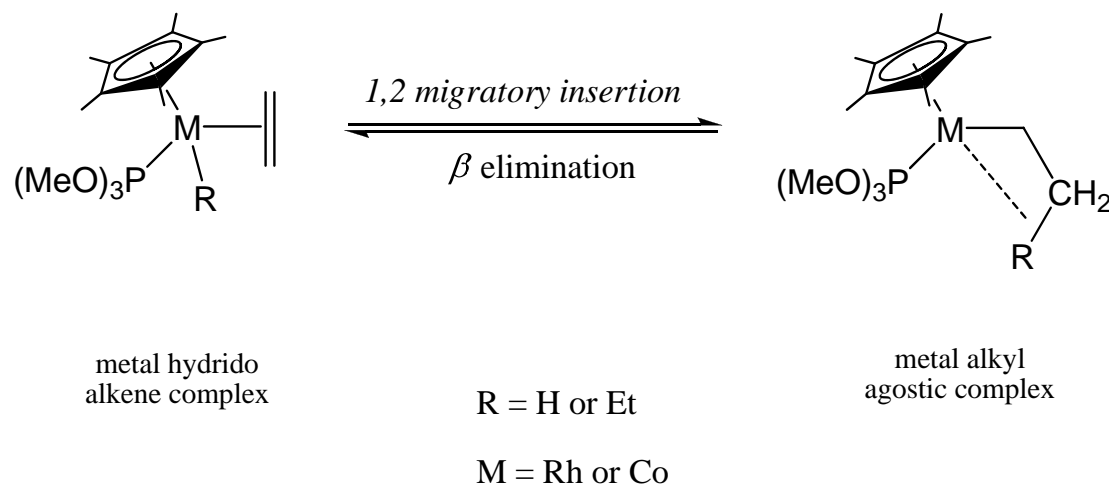 1,2 migratory insertion
β elimination
M
(MeO)3P
R
M
(MeO)3P
CH2
R
metal hydrido
alkene complex
metal alkyl
agostic complex
R = H or Et
M = Rh or Co